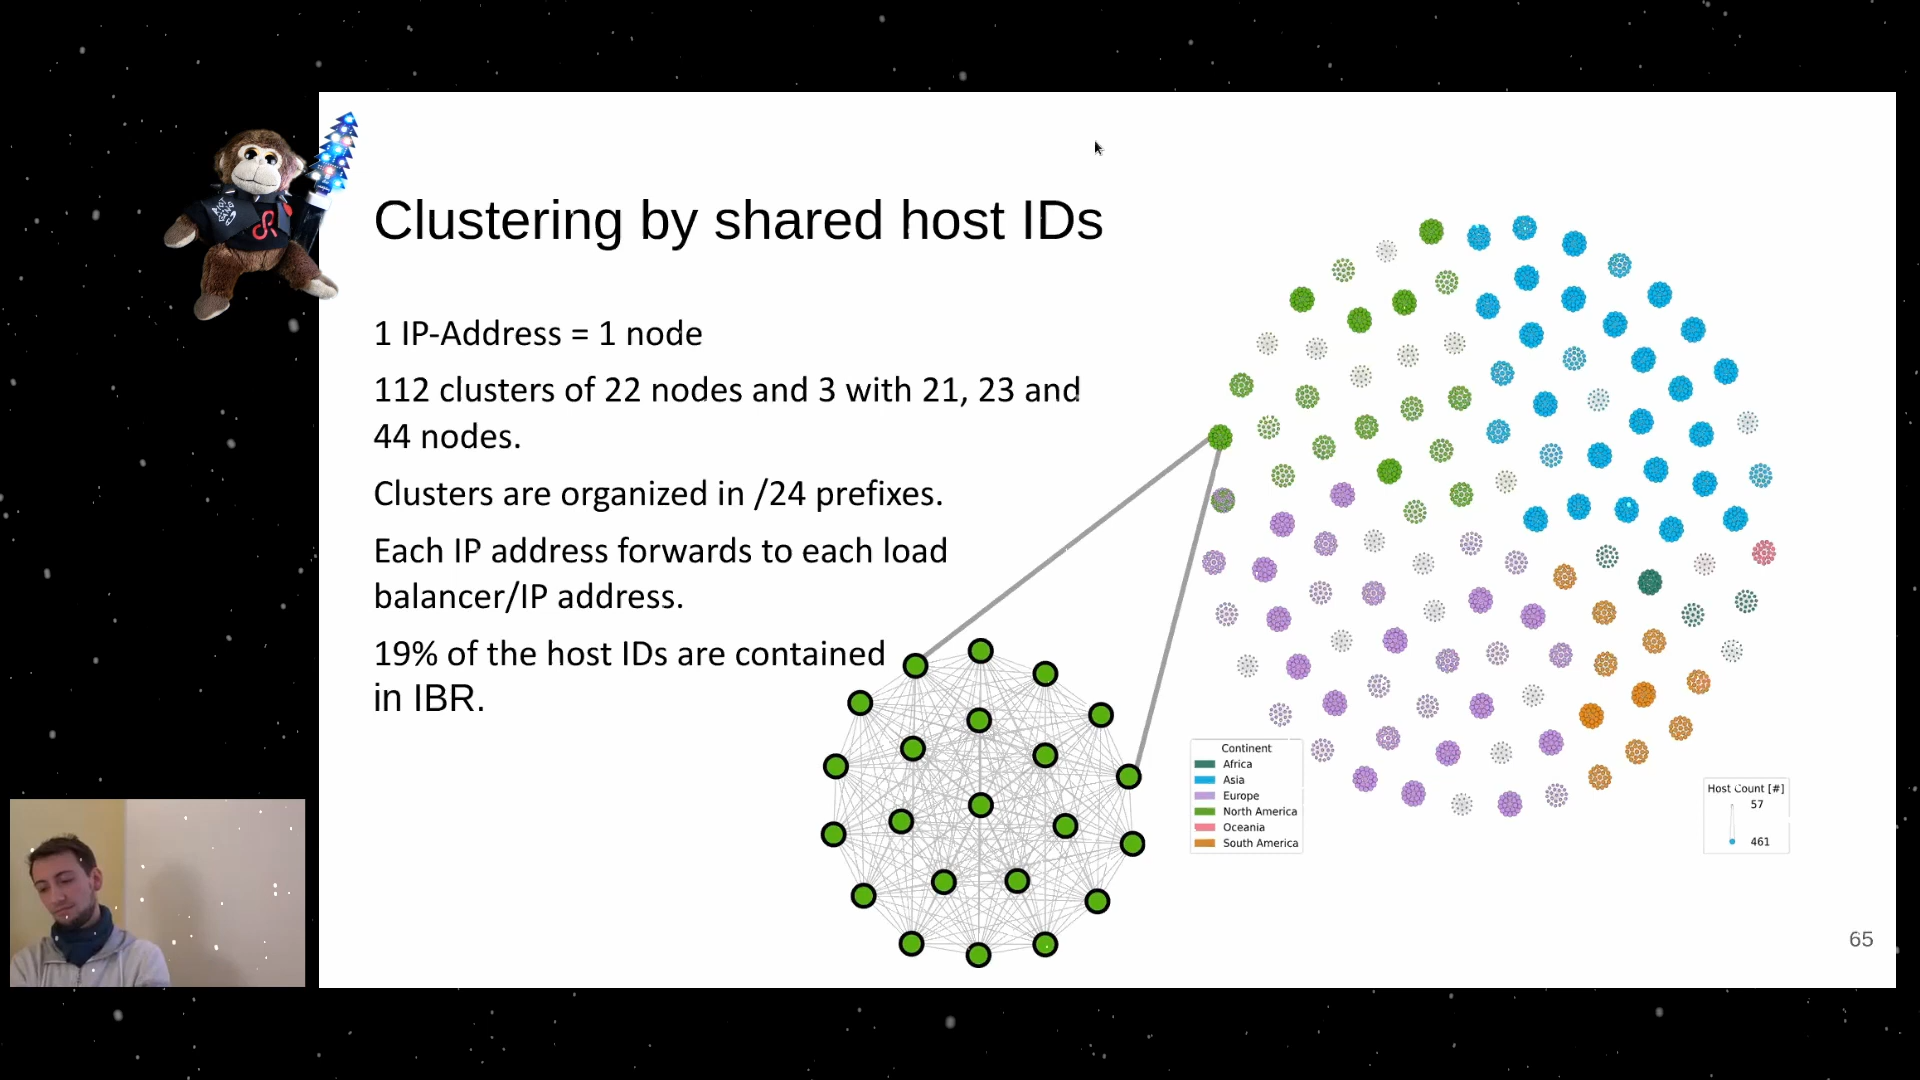 Clustering by shared host IDs
1 IP-Address = 1 node
112 clusters of 22 nodes and 3 with 21, 23 and
44 nodes.
Clusters are organized in /24 prefixes.
Each IP address forwards to each load
balancer/IP address.
19% of the host IDs are contained
in IBR.
Continent
Africa
Asia
Europe
North America
Oceania
South America
Host Count [#]
57
461
65